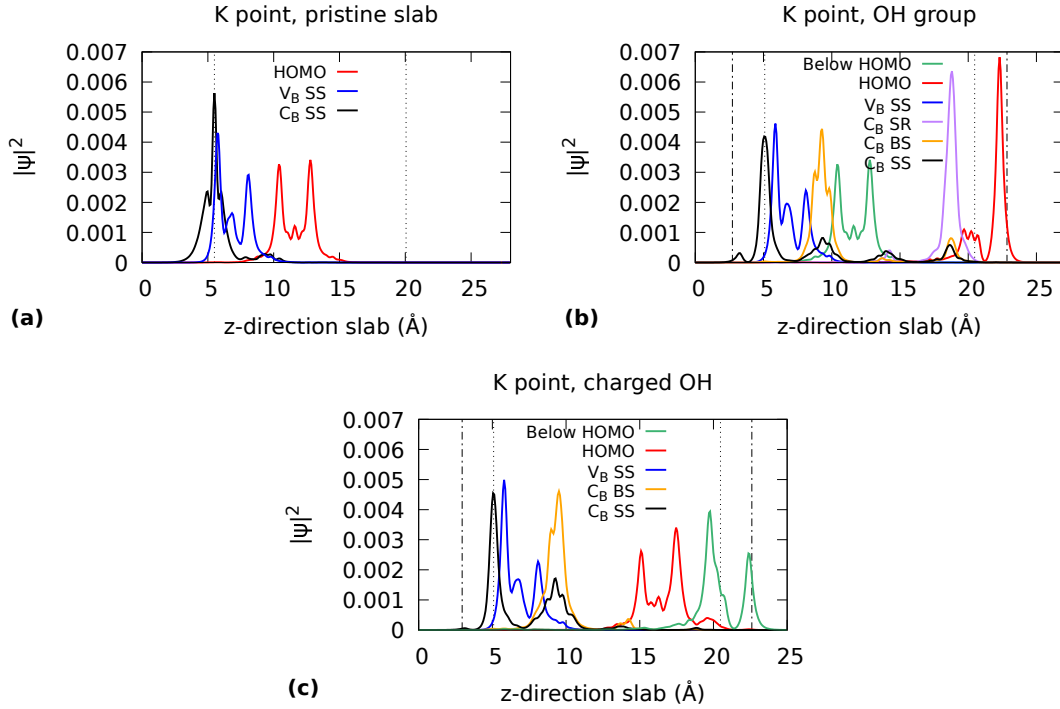 K point, pristine slab
0.007
0.006
0.005
0.004
0.003
0.002
0.001
0
|ψ|²
HOMO
V_B SS
C_B SS
0 5 10 15 20 25
z-direction slab (Å)
(a)
K point, OH group
0.007
0.006
0.005
0.004
0.003
0.002
0.001
0
|ψ|²
Below HOMO
HOMO
V_B SS
C_B SR
C_B BS
C_B SS
0 5 10 15 20 25
z-direction slab (Å)
(b)
K point, charged OH
0.007
0.006
0.005
0.004
0.003
0.002
0.001
0
|ψ|²
Below HOMO
HOMO
V_B SS
C_B BS
C_B SS
0 5 10 15 20 25
z-direction slab (Å)
(c)